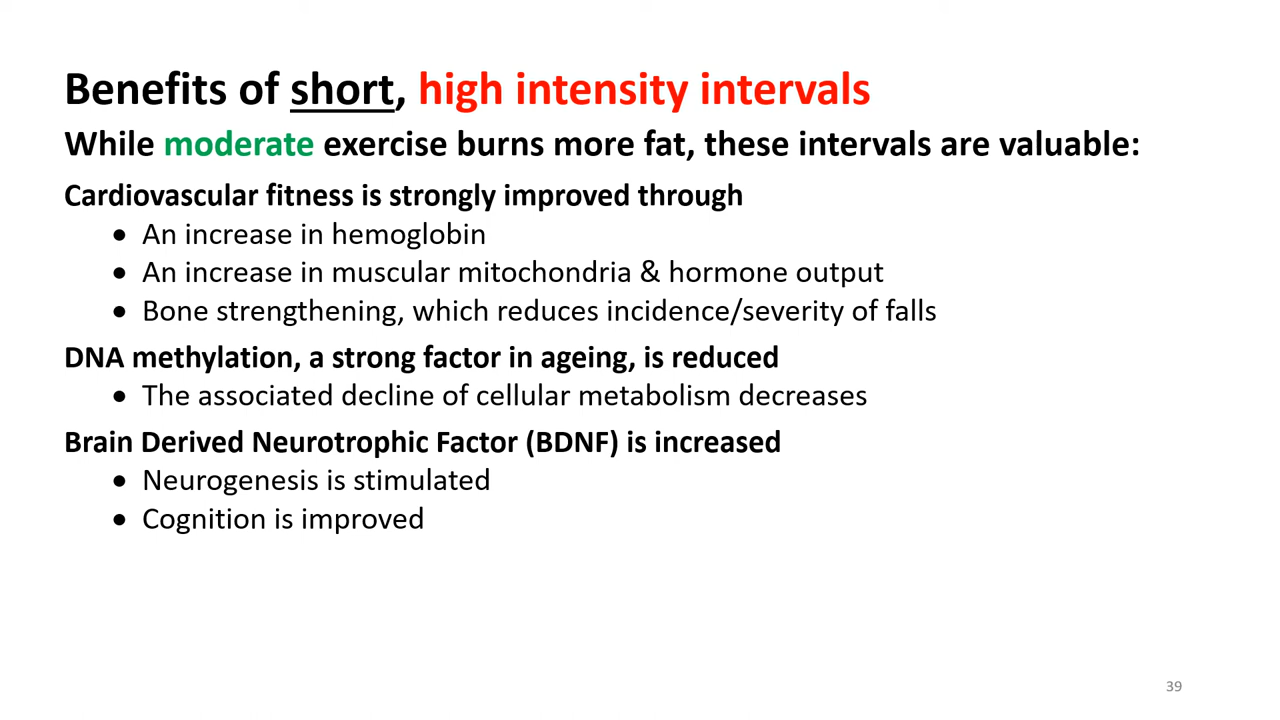 Benefits of short, high intensity intervals
While moderate exercise burns more fat, these intervals are valuable:
Cardiovascular fitness is strongly improved through
• An increase in hemoglobin
• An increase in muscular mitochondria & hormone output
• Bone strengthening, which reduces incidence/severity of falls
DNA methylation, a strong factor in ageing, is reduced
• The associated decline of cellular metabolism decreases
Brain Derived Neurotrophic Factor (BDNF) is increased
• Neurogenesis is stimulated
• Cognition is improved
39